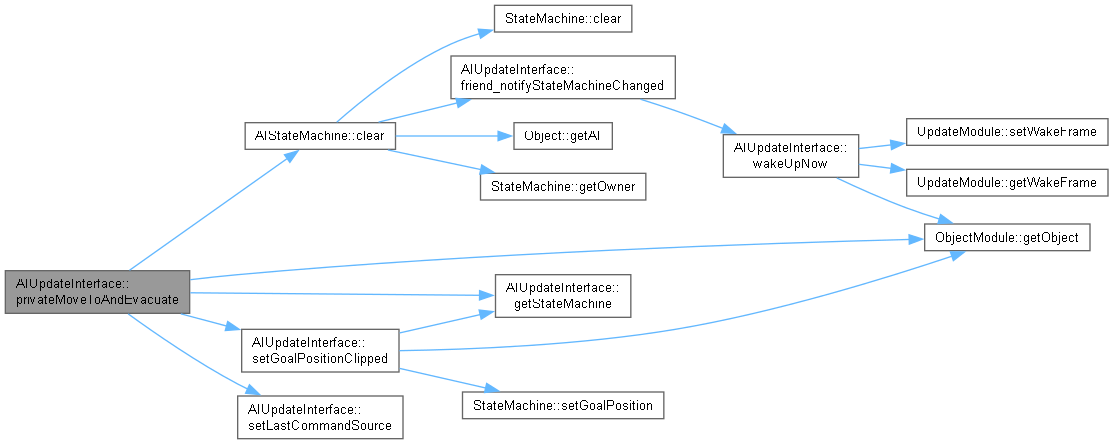 StateMachine::clear
AIUpdateInterface::
friend_notifyStateMachineChanged
AIStateMachine::clear
Object::getAI
StateMachine::getOwner
AIUpdateInterface::
wakeUpNow
UpdateModule::setWakeFrame
UpdateModule::getWakeFrame
ObjectModule::getObject
AIUpdateInterface::
privateMoveToAndEvacuate
AIUpdateInterface::
getStateMachine
AIUpdateInterface::
setGoalPositionClipped
StateMachine::setGoalPosition
AIUpdateInterface::
setLastCommandSource